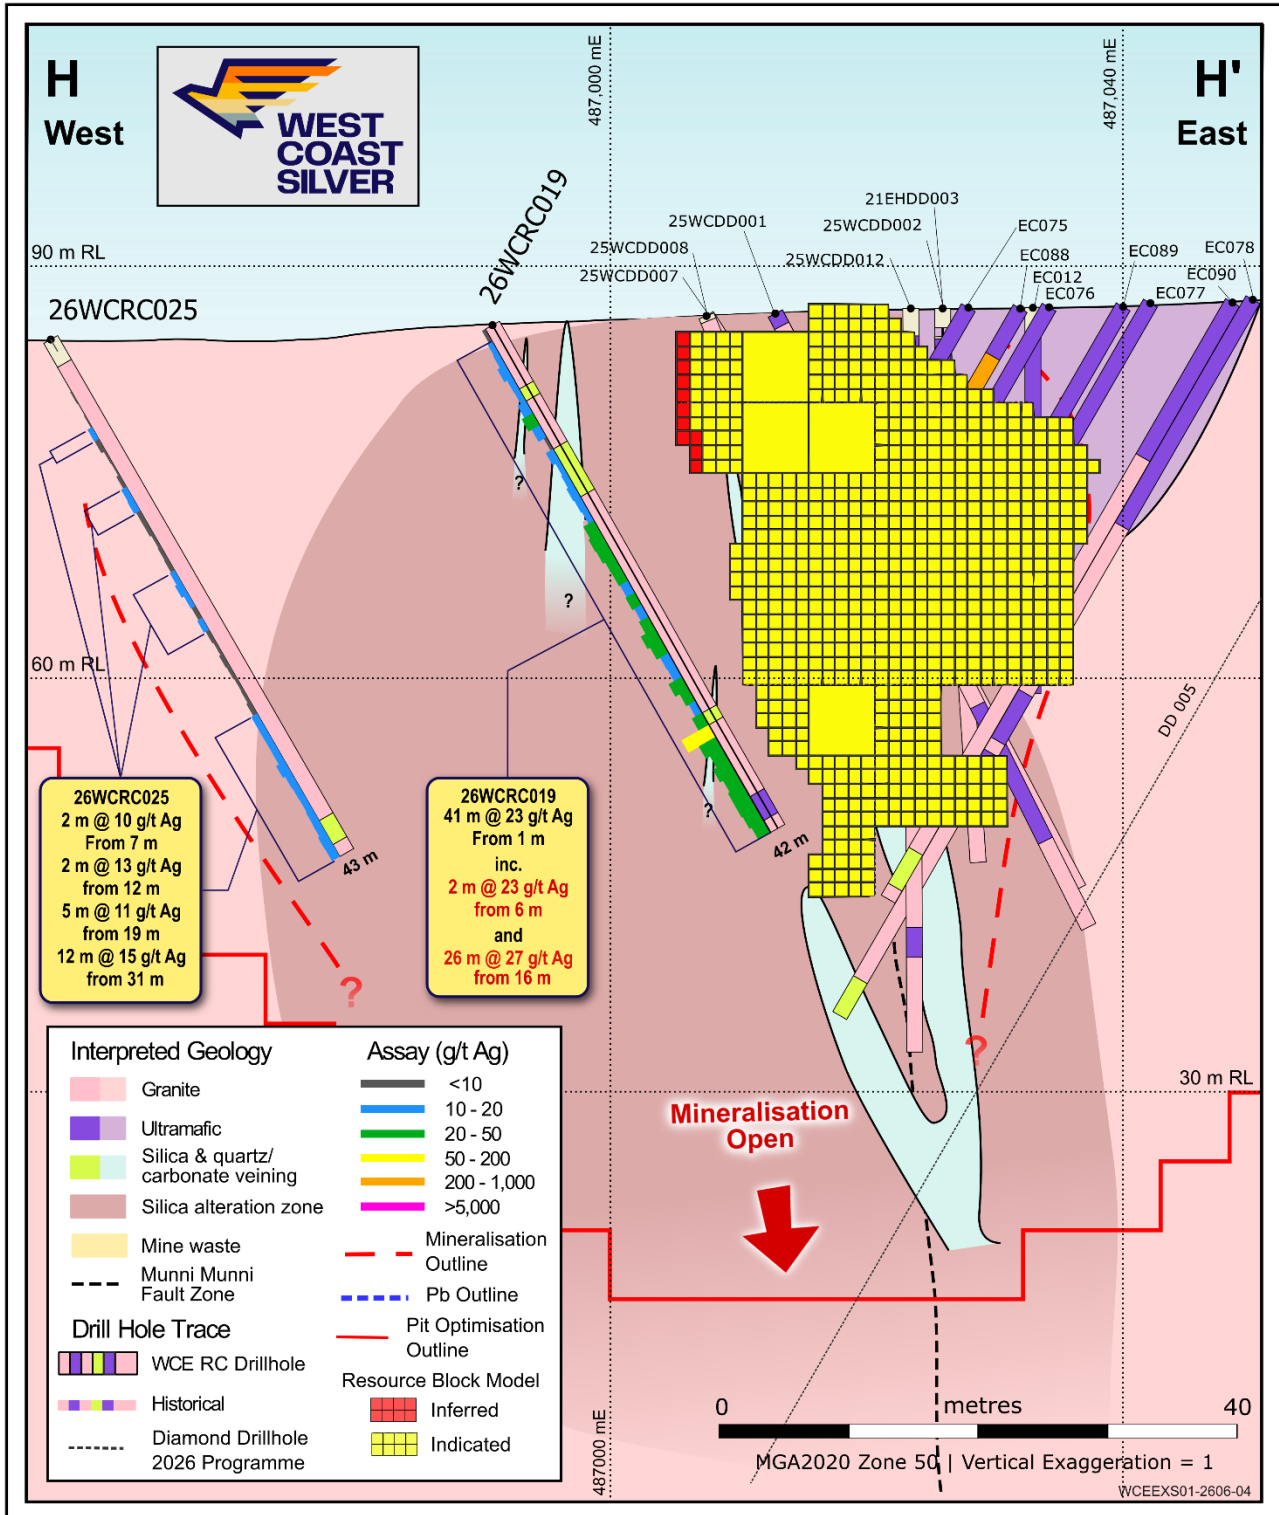 H
West
WEST
COAST
SILVER
487,000 mE
487,040 mE
H'
East
26WCRC019
21EHDD003
25WCDD001
25WCDD002
EC075
25WCDD008
25WCDD007
25WCDD012
EC088
EC012
EC076
EC089
EC077
EC078
EC090
90 m RL
26WCRC025
?
?
60 m RL
DD 005
?
43 m
42 m
26WCRC025
2 m @ 10 g/t Ag
From 7 m
2 m @ 13 g/t Ag
from 12 m
5 m @ 11 g/t Ag
from 19 m
12 m @ 15 g/t Ag
from 31 m
26WCRC019
41 m @ 23 g/t Ag
From 1 m
inc.
2 m @ 23 g/t Ag
from 6 m
and
26 m @ 27 g/t Ag
from 16 m
?
?
30 m RL
Mineralisation
Open
Interpreted Geology
Granite
Ultramafic
Silica & quartz/
carbonate veining
Silica alteration zone
Mine waste
Munni Munni
Fault Zone
Drill Hole Trace
WCE RC Drillhole
Historical
Diamond Drillhole
2026 Programme
Assay (g/t Ag)
<10
10 - 20
20 - 50
50 - 200
200 - 1,000
>5,000
Mineralisation
Outline
Pb Outline
Pit Optimisation
Outline
Resource Block Model
Inferred
Indicated
487000 mE
0 metres 40
MGA2020 Zone 50 | Vertical Exaggeration = 1
WCEEXS01-2606-04